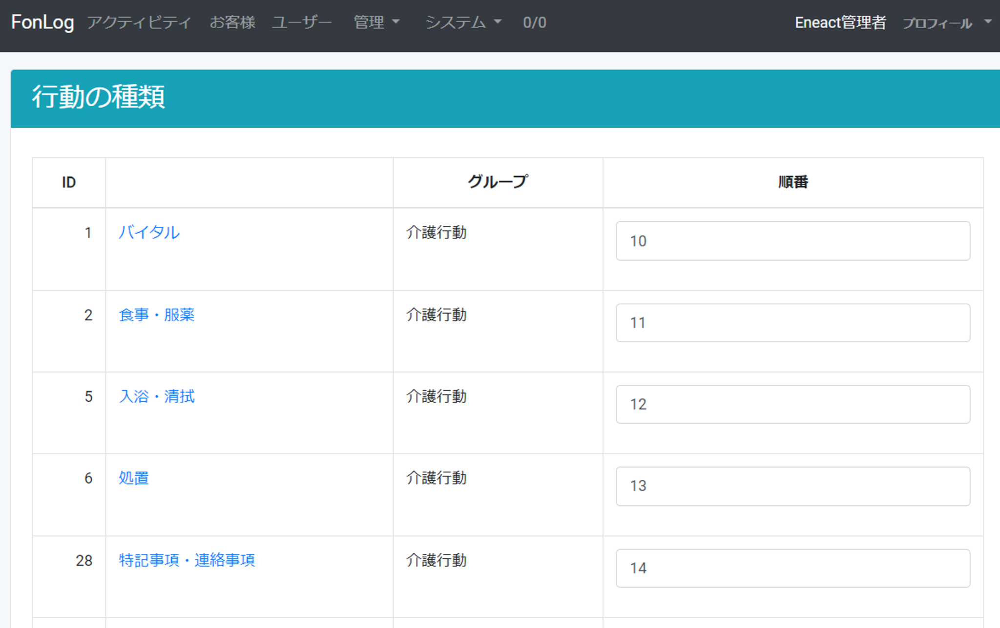 FonLog アクティビティ お客様 ユーザー 管理 システム 0/0 Eneact管理者 プロフィール
行動の種類
ID グループ 順番
1 バイタル 介護行動 10
2 食事・服薬 介護行動 11
5 入浴・清拭 介護行動 12
6 処置 介護行動 13
28 特記事項・連絡事項 介護行動 14